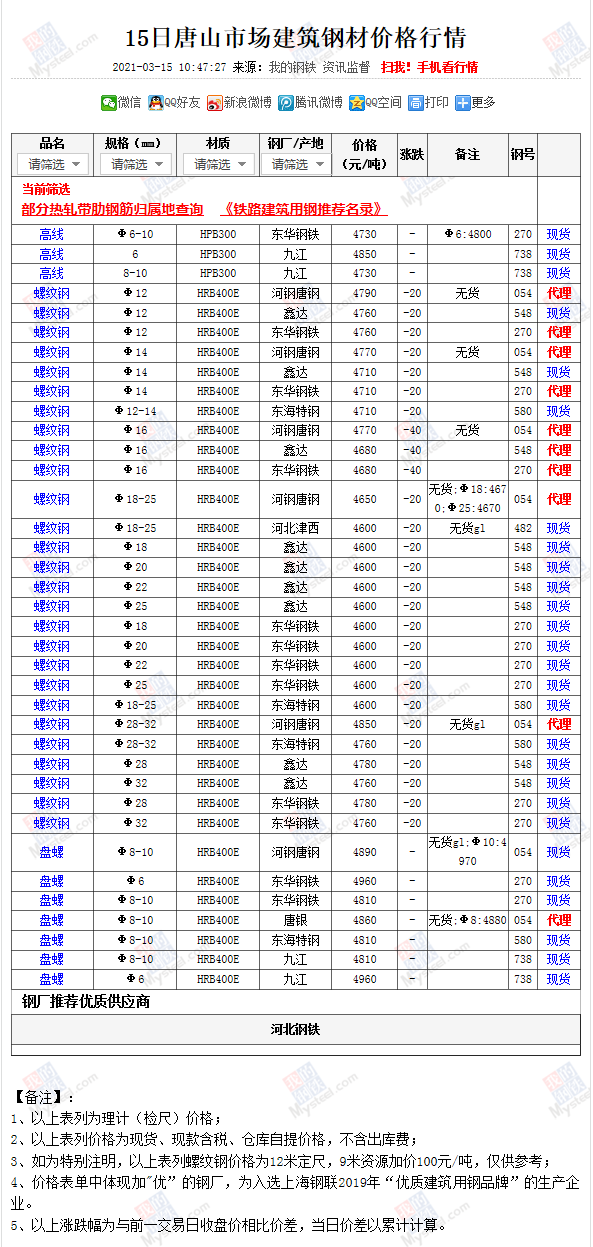 15日唐山市场建筑钢材价格行情
2021-03-15 10:47:27 来源：我的钢铁 资讯监督 扫我！手机看行情
微信 QQ好友 新浪微博 腾讯微博 QQ空间 打印 更多
品名 规格（㎜） 材质 钢厂/产地 价格（元/吨） 涨跌 备注 钢号
请筛选 请筛选 请筛选 请筛选
当前筛选
部分热轧带肋钢筋归属地查询 《铁路建筑用钢推荐名录》
高线 Φ6-10 HPB300 东华钢铁 4730 - Φ6:4800 270 现货
高线 6 HPB300 九江 4850 - 738 现货
高线 8-10 HPB300 九江 4730 - 738 现货
螺纹钢 Φ12 HRB400E 河钢唐钢 4790 -20 无货 054 代理
螺纹钢 Φ12 HRB400E 鑫达 4760 -20 548 现货
螺纹钢 Φ12 HRB400E 东华钢铁 4760 -20 270 代理
螺纹钢 Φ14 HRB400E 河钢唐钢 4770 -20 无货 054 代理
螺纹钢 Φ14 HRB400E 鑫达 4710 -20 548 现货
螺纹钢 Φ14 HRB400E 东华钢铁 4710 -20 270 代理
螺纹钢 Φ12-14 HRB400E 东海特钢 4710 -20 580 现货
螺纹钢 Φ16 HRB400E 河钢唐钢 4770 -40 无货 054 代理
螺纹钢 Φ16 HRB400E 鑫达 4680 -40 548 代理
螺纹钢 Φ16 HRB400E 东华钢铁 4680 -40 270 代理
螺纹钢 Φ18-25 HRB400E 河钢唐钢 4650 -20 无货;Φ18:4670;Φ25:4670 054 代理
螺纹钢 Φ18-25 HRB400E 河北津西 4600 -20 无货gl 482 现货
螺纹钢 Φ18 HRB400E 鑫达 4600 -20 548 现货
螺纹钢 Φ20 HRB400E 鑫达 4600 -20 548 现货
螺纹钢 Φ22 HRB400E 鑫达 4600 -20 548 现货
螺纹钢 Φ25 HRB400E 鑫达 4600 -20 548 现货
螺纹钢 Φ18 HRB400E 东华钢铁 4600 -20 270 现货
螺纹钢 Φ20 HRB400E 东华钢铁 4600 -20 270 现货
螺纹钢 Φ22 HRB400E 东华钢铁 4600 -20 270 现货
螺纹钢 Φ25 HRB400E 东华钢铁 4600 -20 270 现货
螺纹钢 Φ18-25 HRB400E 东海特钢 4600 -20 580 现货
螺纹钢 Φ28-32 HRB400E 河钢唐钢 4850 -20 无货gl 054 代理
螺纹钢 Φ28-32 HRB400E 东海特钢 4760 -20 580 现货
螺纹钢 Φ28 HRB400E 鑫达 4780 -20 548 现货
螺纹钢 Φ32 HRB400E 鑫达 4760 -20 548 现货
螺纹钢 Φ28 HRB400E 东华钢铁 4780 -20 270 现货
螺纹钢 Φ32 HRB400E 东华钢铁 4760 -20 270 现货
盘螺 Φ8-10 HRB400E 河钢唐钢 4890 - 无货gl;Φ10:4970 054 现货
盘螺 Φ6 HRB400E 东华钢铁 4960 - 270 现货
盘螺 Φ8-10 HRB400E 东华钢铁 4810 - 270 现货
盘螺 Φ8-10 HRB400E 唐银 4860 - 无货;Φ8:4880 054 代理
盘螺 Φ8-10 HRB400E 东海特钢 4810 - 580 现货
盘螺 Φ8-10 HRB400E 九江 4810 - 738 现货
盘螺 Φ6 HRB400E 九江 4960 - 738 现货
钢厂推荐优质供应商
河北钢铁
【备注】：
1、以上表列为理计（检尺）价格；
2、以上表列价格为现货、现款含税、仓库自提价格，不含出库费；
3、如为特别注明，以上表列螺纹钢价格为12米定尺，9米资源加价100元/吨，仅供参考；
4、价格表单中体现加"优”的钢厂，为入选上海钢联2019年“优质建筑用钢品牌”的生产企
业。
5、以上涨跌幅为与前一交易日收盘价相比价差，当日价差以累计计算。